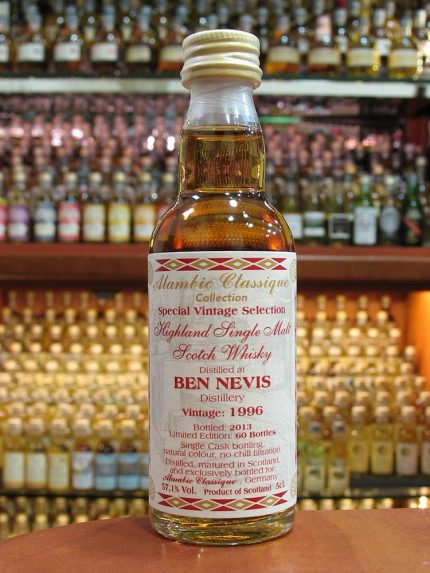 Alambic Classique
Collection
Special Vintage Selection
Highland Single Malt
Scotch Whisky
Distilled at
BEN NEVIS
Distillery
Vintage: 1996
Bottled: 2013
Limited Edition: 60 Bottles
Single Cask bottling,
natural colour, no chill filtration
Distilled, matured in Scotland,
and exclusively bottled for:
Alambic Classique, Germany
57,1% Vol. Product of Scotland 5cl